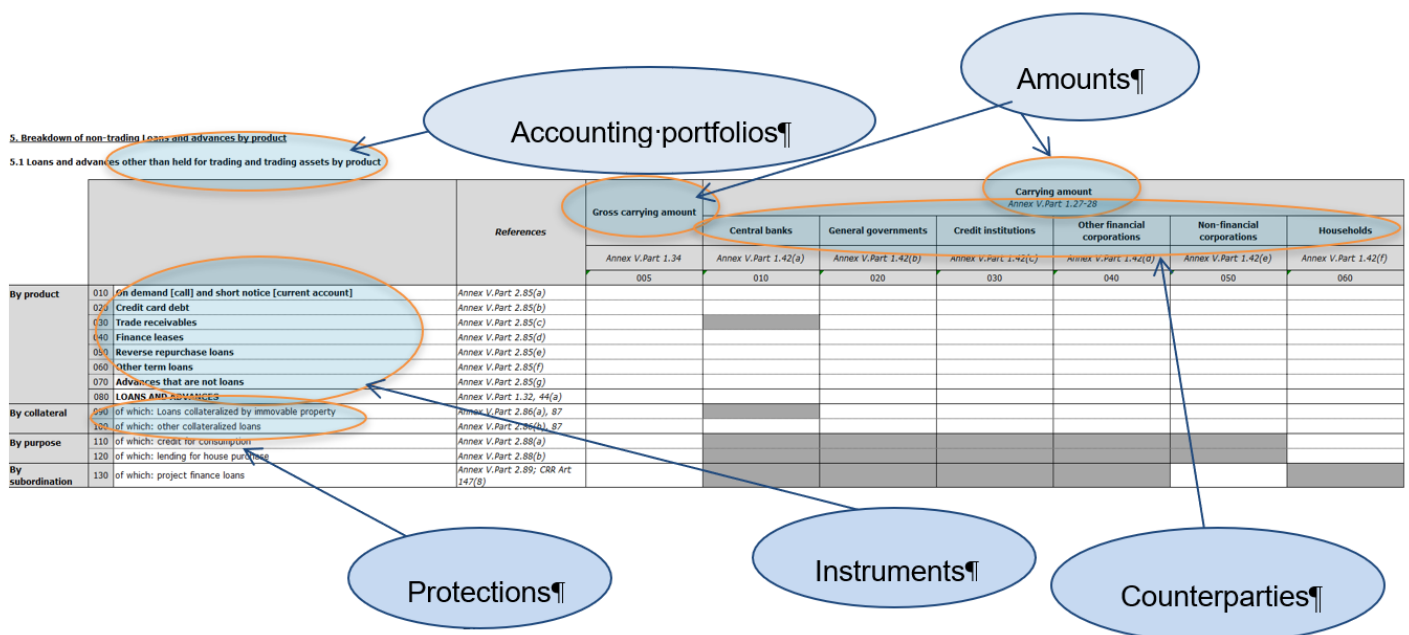 Amounts¶
Accounting·portfolios¶
5. Breakdown of non-trading Loans and advances by product
5.1 Loans and advances other than held for trading and trading assets by product
References
Gross carrying amount
Carrying amount
Annex V.Part 1.27-28
Central banks
General governments
Credit institutions
Other financial
corporations
Non-financial
corporations
Households
Annex V.Part 1.34
Annex V.Part 1.42(a)
Annex V.Part 1.42(b)
Annex V.Part 1.42(c)
Annex V.Part 1.42(d)
Annex V.Part 1.42(e)
Annex V.Part 1.42(f)
005 010 020 030 040 050 060
By product 010 On demand [call] and short notice [current account] Annex V.Part 2.85(a)
020 Credit card debt Annex V.Part 2.85(b)
030 Trade receivables Annex V.Part 2.85(c)
040 Finance leases Annex V.Part 2.85(d)
050 Reverse repurchase loans Annex V.Part 2.85(e)
060 Other term loans Annex V.Part 2.85(f)
070 Advances that are not loans Annex V.Part 2.85(g)
080 LOANS AND ADVANCES Annex V.Part 1.32, 44(a)
By collateral 090 of which: Loans collateralized by immovable property Annex V.Part 2.86(a), 87
100 of which: other collateralized loans Annex V.Part 2.86(b), 87
By purpose 110 of which: credit for consumption Annex V.Part 2.88(a)
120 of which: lending for house purchase Annex V.Part 2.88(b)
By
subordination 130 of which: project finance loans Annex V.Part 2.89; CRR Art
147(8)
Protections¶
Instruments¶
Counterparties¶